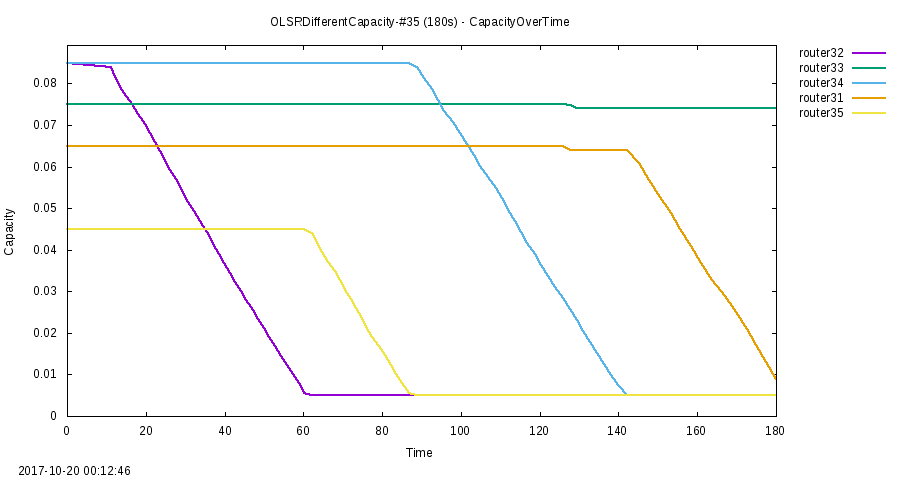 OLSRDifferentCapacity-#35 (180s) - CapacityOverTime
router32
router33
router34
router31
router35
Capacity
0.08
0.07
0.06
0.05
0.04
0.03
0.02
0.01
0
0 20 40 60 80 100 120 140 160 180
Time
2017-10-20 00:12:46